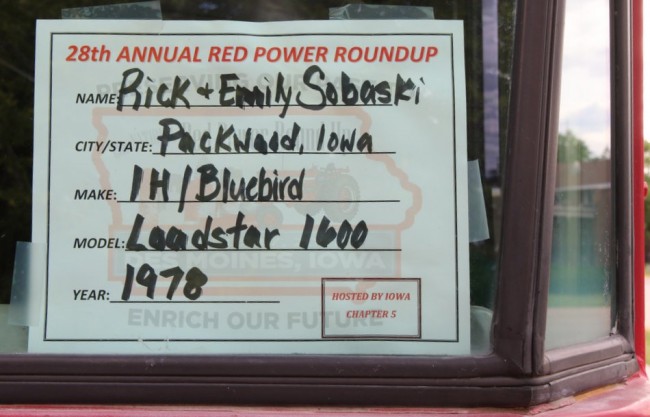 28th ANNUAL RED POWER ROUNDUP
NAME: Rick + Emily Sobaski
CITY/STATE: Packwood, Iowa
MAKE: IH/Bluebird
MODEL: Loadstar 1600
DES MOINES, IOWA
YEAR: 1978
HOSTED BY IOWA
CHAPTER 5
ENRICH OUR FUTURE